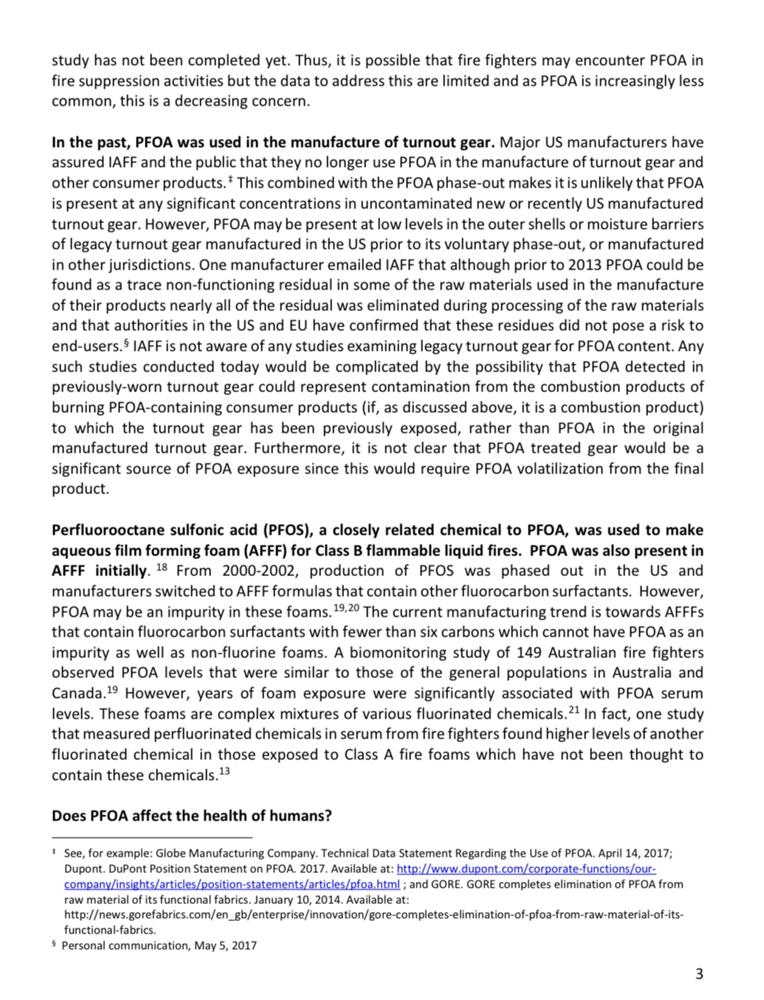 study has not been completed yet. Thus, it is possible that fire fighters may encounter PFOA in
fire suppression activities but the data to address this are limited and as PFOA is increasingly less
common, this is a decreasing concern.
In the past, PFOA was used in the manufacture of turnout gear. Major US manufacturers have
assured IAFF and the public that they no longer use PFOA in the manufacture of turnout gear and
other consumer products.‡ This combined with the PFOA phase-out makes it is unlikely that PFOA
is present at any significant concentrations in uncontaminated new or recently US manufactured
turnout gear. However, PFOA may be present at low levels in the outer shells or moisture barriers
of legacy turnout gear manufactured in the US prior to its voluntary phase-out, or manufactured
in other jurisdictions. One manufacturer emailed IAFF that although prior to 2013 PFOA could be
found as a trace non-functioning residual in some of the raw materials used in the manufacture
of their products nearly all of the residual was eliminated during processing of the raw materials
and that authorities in the US and EU have confirmed that these residues did not pose a risk to
end-users.§ IAFF is not aware of any studies examining legacy turnout gear for PFOA content. Any
such studies conducted today would be complicated by the possibility that PFOA detected in
previously-worn turnout gear could represent contamination from the combustion products of
burning PFOA-containing consumer products (if, as discussed above, it is a combustion product)
to which the turnout gear has been previously exposed, rather than PFOA in the original
manufactured turnout gear. Furthermore, it is not clear that PFOA treated gear would be a
significant source of PFOA exposure since this would require PFOA volatilization from the final
product.
Perfluorooctane sulfonic acid (PFOS), a closely related chemical to PFOA, was used to make
aqueous film forming foam (AFFF) for Class B flammable liquid fires.  PFOA was also present in
AFFF initially. 18 From 2000-2002, production of PFOS was phased out in the US and
manufacturers switched to AFFF formulas that contain other fluorocarbon surfactants.  However,
PFOA may be an impurity in these foams.19,20 The current manufacturing trend is towards AFFFs
that contain fluorocarbon surfactants with fewer than six carbons which cannot have PFOA as an
impurity as well as non-fluorine foams. A biomonitoring study of 149 Australian fire fighters
observed PFOA levels that were similar to those of the general populations in Australia and
Canada.19 However, years of foam exposure were significantly associated with PFOA serum
levels. These foams are complex mixtures of various fluorinated chemicals.21 In fact, one study
that measured perfluorinated chemicals in serum from fire fighters found higher levels of another
fluorinated chemical in those exposed to Class A fire foams which have not been thought to
contain these chemicals.13
Does PFOA affect the health of humans?
‡ See, for example: Globe Manufacturing Company. Technical Data Statement Regarding the Use of PFOA. April 14, 2017;
Dupont. DuPont Position Statement on PFOA. 2017. Available at: http://www.dupont.com/corporate-functions/our-
company/insights/articles/position-statements/articles/pfoa.html ; and GORE. GORE completes elimination of PFOA from
raw material of its functional fabrics. January 10, 2014. Available at:
http://news.gorefabrics.com/en_gb/enterprise/innovation/gore-completes-elimination-of-pfoa-from-raw-material-of-its-
functional-fabrics.
§ Personal communication, May 5, 2017
3